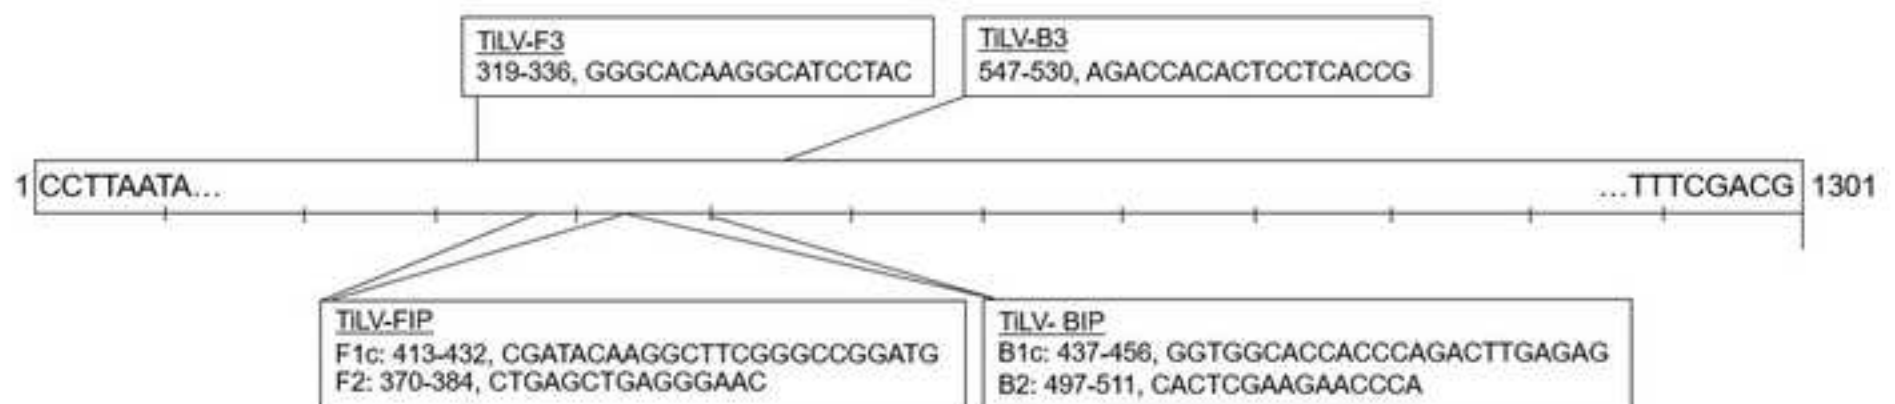 TiLV-F3
319-336, GGGCACAAGGCATCCTAC
TiLV-B3
547-530, AGACCACACTCCTCACCG
1 CCTTAATA... ...TTTCGACG 1301
TiLV-FIP
F1c: 413-432, CGATACAAGGCTTCGGGCCGGATG
F2: 370-384, CTGAGCTGAGGGAAC
TiLV- BIP
B1c: 437-456, GGTGGCACCACCCAGACTTGAGAG
B2: 497-511, CACTCGAAGAACCCA